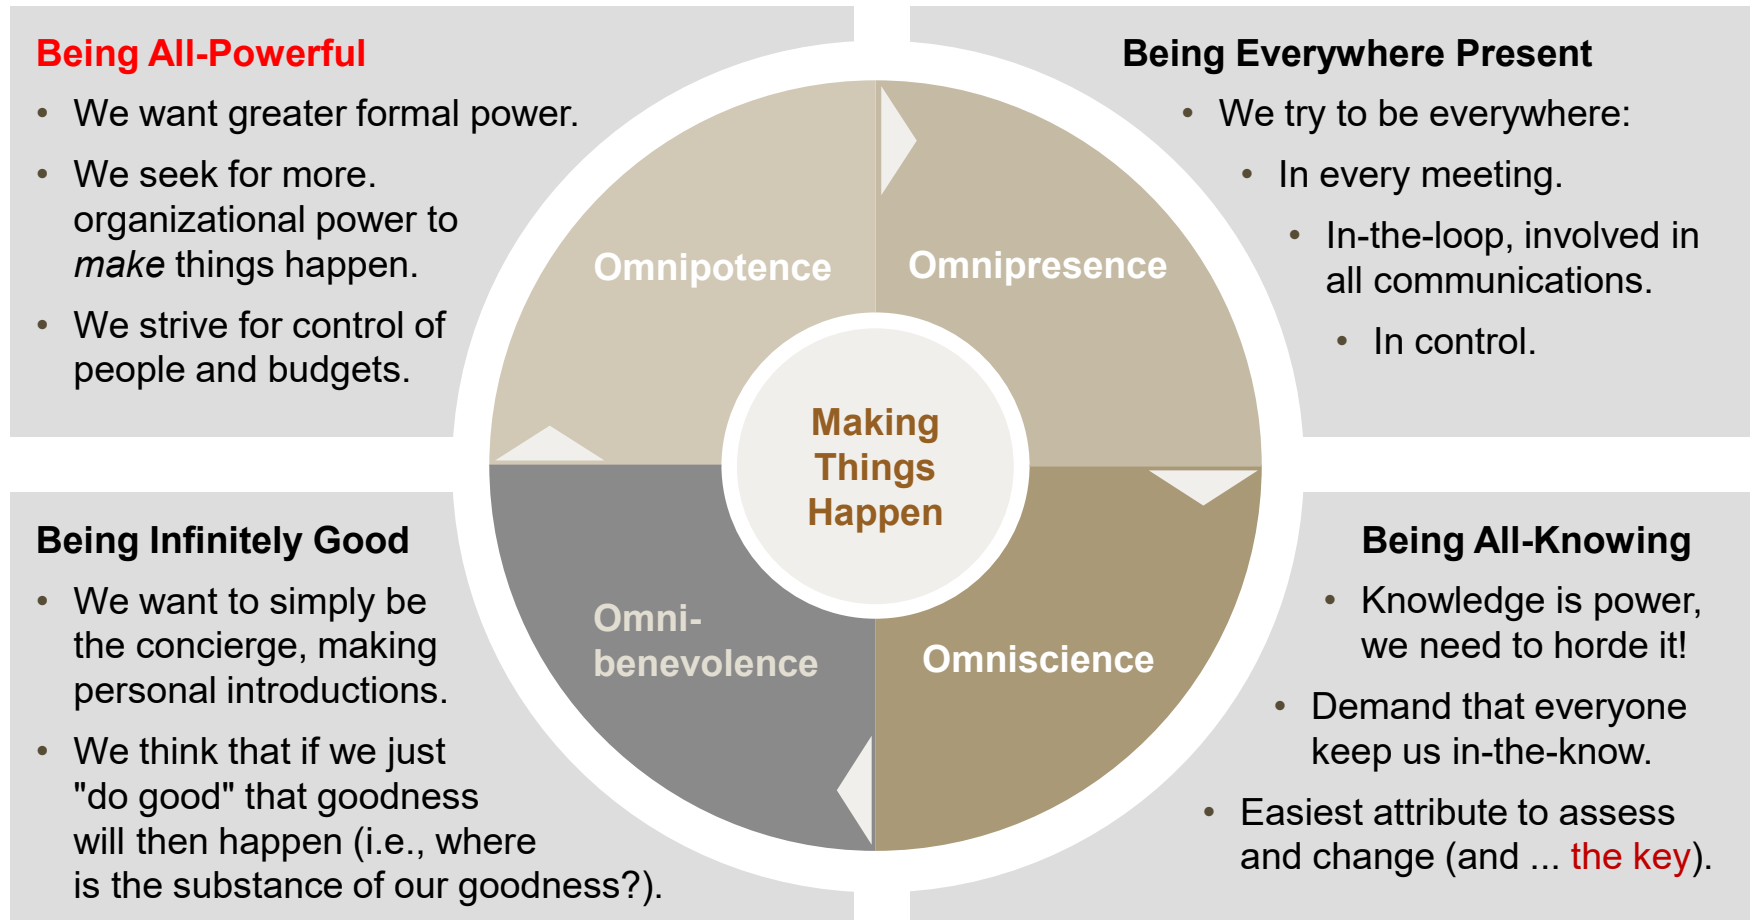 Being All-Powerful
• We want greater formal power.
• We seek for more.
organizational power to
make things happen.
• We strive for control of
people and budgets.
Being Everywhere Present
• We try to be everywhere:
• In every meeting.
• In-the-loop, involved in
all communications.
• In control.
Omnipotence
Omnipresence
Making
Things
Happen
Omni-
benevolence
Omniscience
Being Infinitely Good
• We want to simply be
the concierge, making
personal introductions.
• We think that if we just
"do good" that goodness
will then happen (i.e., where
is the substance of our goodness?).
Being All-Knowing
• Knowledge is power,
we need to horde it!
• Demand that everyone
keep us in-the-know.
• Easiest attribute to assess
and change (and ... the key).